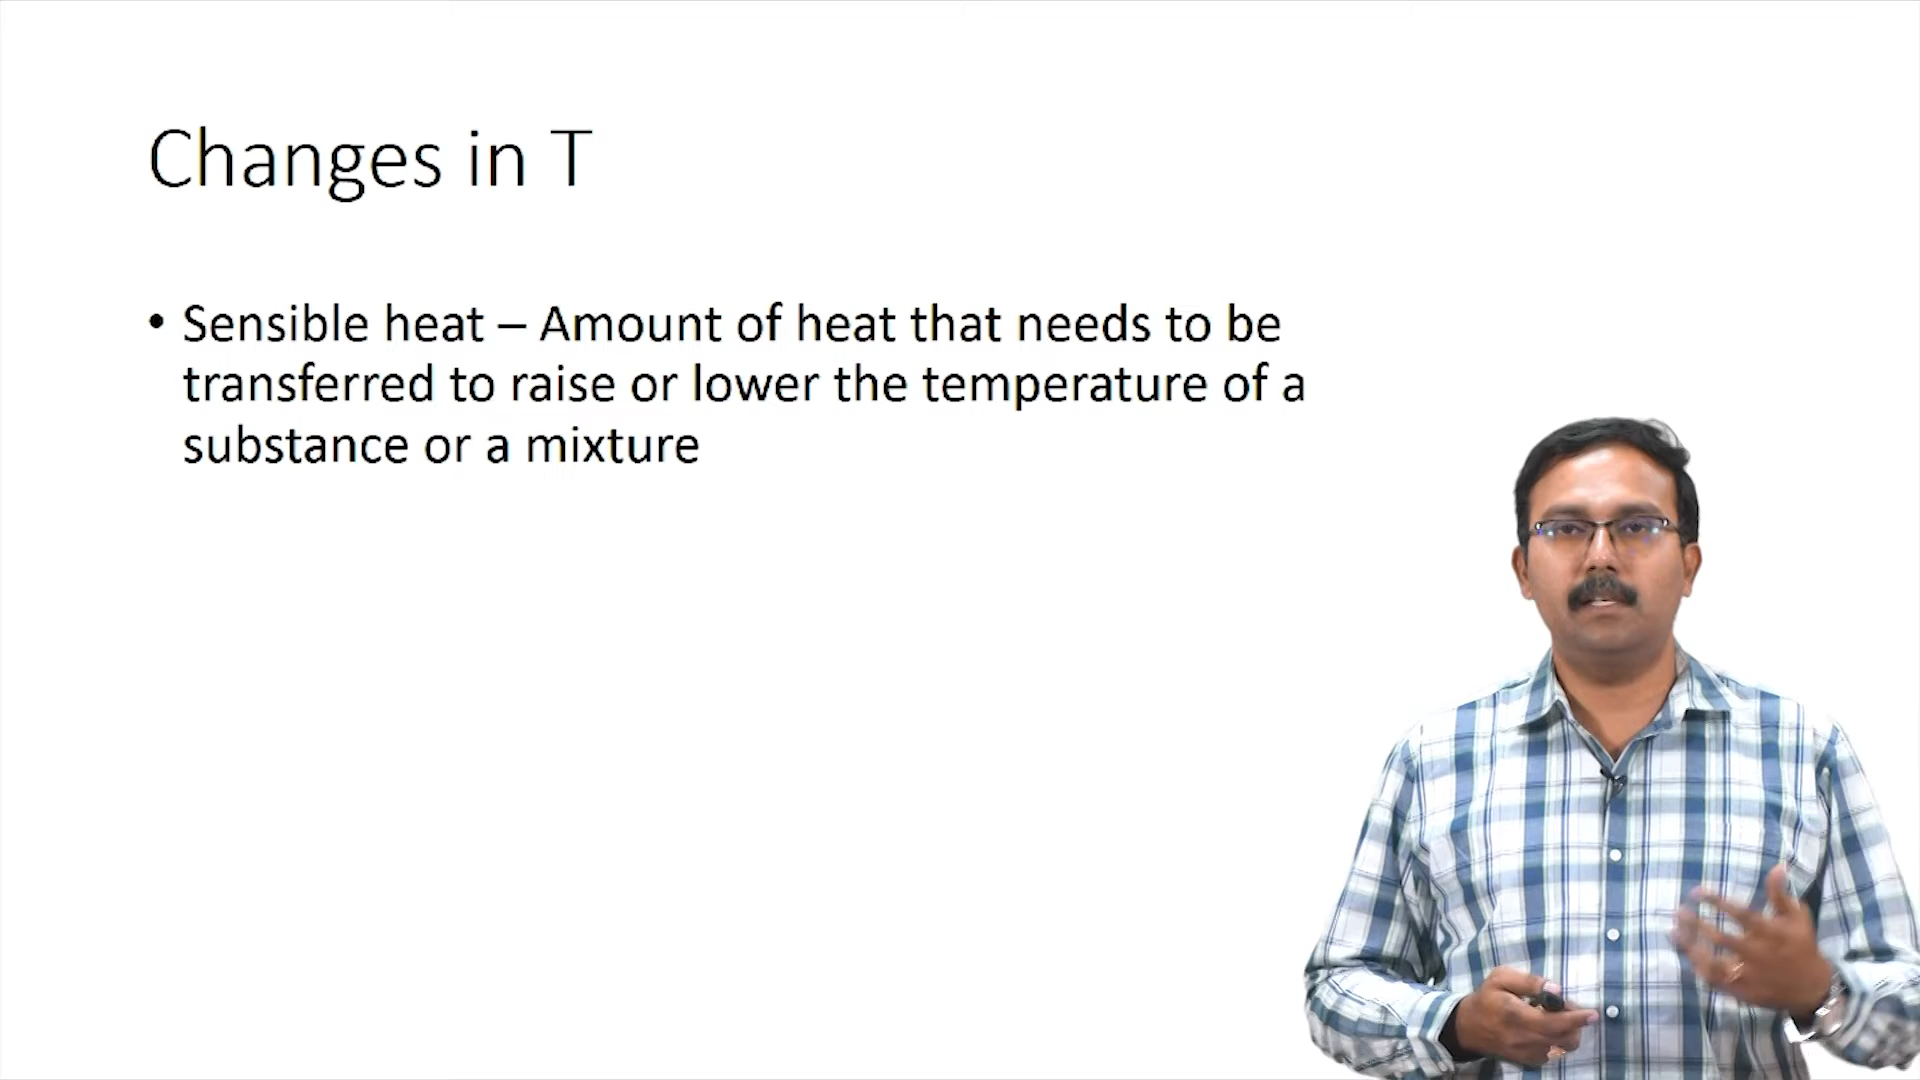 Changes in T
• Sensible heat – Amount of heat that needs to be
transferred to raise or lower the temperature of a
substance or a mixture